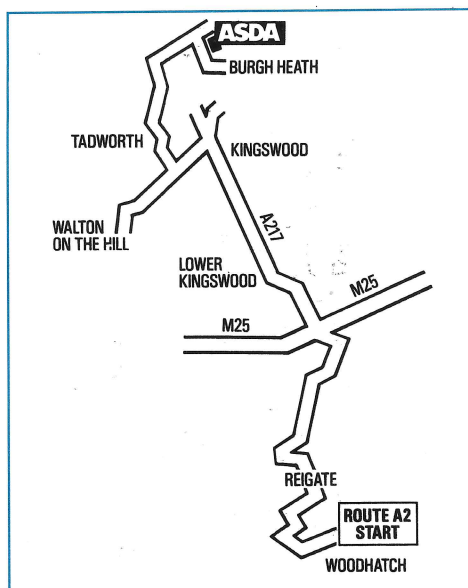 ASDA
BURGH HEATH
TADWORTH
KINGSWOOD
WALTON
ON THE HILL
A217
LOWER
KINGSWOOD
M25
M25
REIGATE
ROUTE A2
START
WOODHATCH